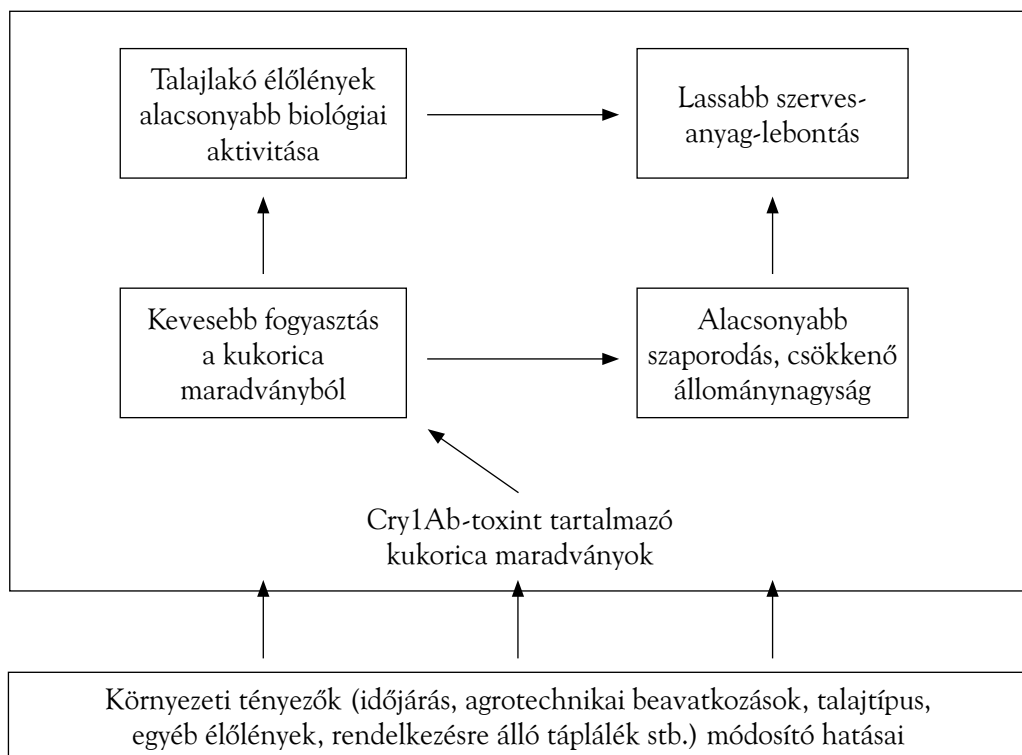 Talajlakó élőlények
alacsonyabb biológiai
aktivitása
Lassabb szerves-
anyag-lebontás
Kevesebb fogyasztás
a kukorica
maradványból
Alacsonyabb
szaporodás, csökkenő
állománynagyság
Cry1Ab-toxint tartalmazó
kukorica maradványok
Környezeti tényezők (időjárás, agrotechnikai beavatkozások, talajtípus,
egyéb élőlények, rendelkezésre álló táplálék stb.) módosító hatásai